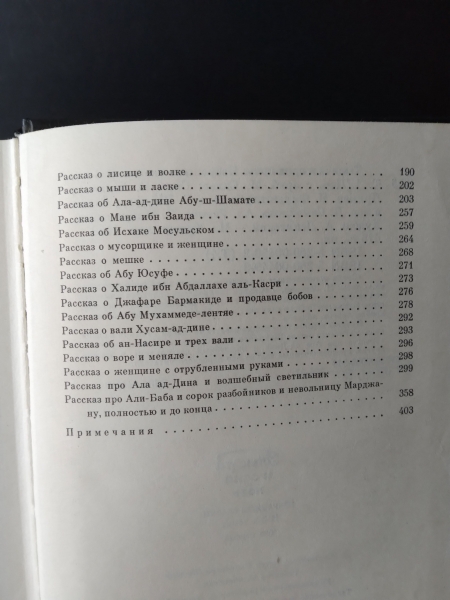 Рассказ о лисице и волке . . . . . . . . . . . . . . . . . . . 190
Рассказ о мыши и ласке . . . . . . . . . . . . . . . . . . . 202
Рассказ об Ала-ад-дине Абу-ш-Шамате . . . . . . . . . . . . 203
Рассказ о Мане ибн Заида . . . . . . . . . . . . . . . . . . 257
Рассказ об Исхаке Мосульском . . . . . . . . . . . . . . . . 259
Рассказ о мусорщике и женщине . . . . . . . . . . . . . . . 264
Рассказ о мешке . . . . . . . . . . . . . . . . . . . . . . 268
Рассказ об Абу Юсуфе . . . . . . . . . . . . . . . . . . . . 271
Рассказ о Халиде ибн Абдаллахе аль-Касри . . . . . . . . . . 273
Рассказ о Джафаре Бармакиде и продавце бобов . . . . . . . . 276
Рассказ об Абу Мухаммеде-лентяе . . . . . . . . . . . . . . 278
Рассказ о вали Хусам-ад-дине . . . . . . . . . . . . . . . . 292
Рассказ об ан-Насире и трех вали . . . . . . . . . . . . . . 293
Рассказ о воре и меняле . . . . . . . . . . . . . . . . . . 296
Рассказ о женщине с отрубленными руками . . . . . . . . . . 298
Рассказ про Ала ад-Дина и волшебный светильник . . . . . . . 299
Рассказ про Али-Баба и сорок разбойников и невольницу Марджа-
ну, полностью и до конца . . . . . . . . . . . . . . . . 358
Примечания . . . . . . . . . . . . . . . . . . . . . . . . 403